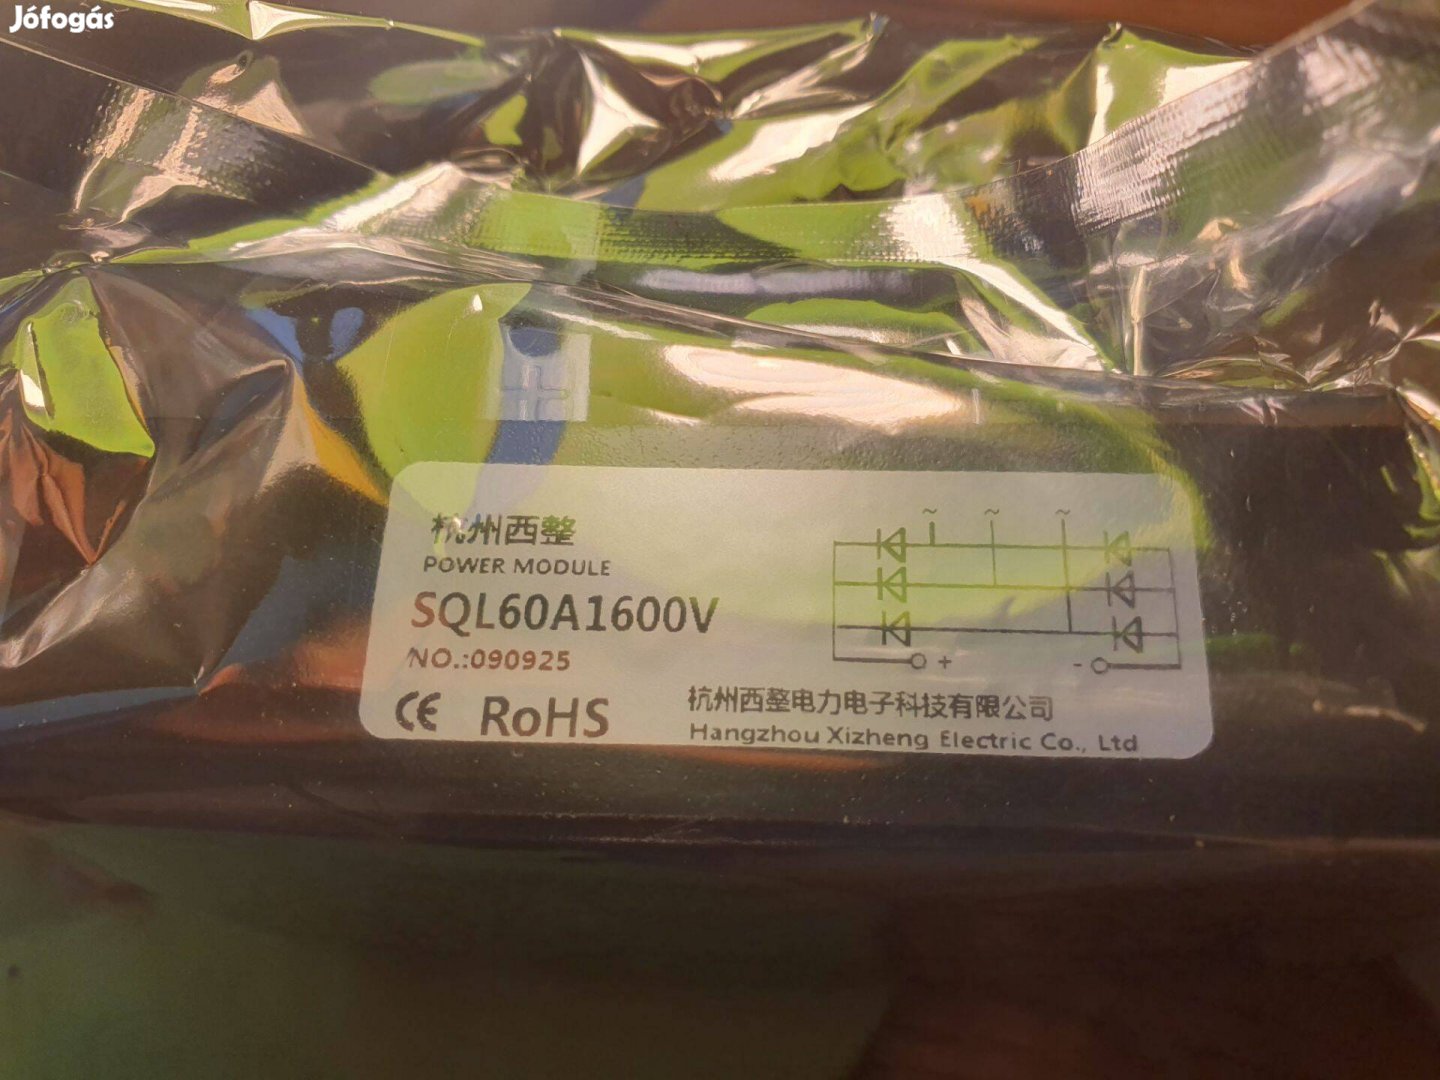 Jófogás
+
杭州西整
POWER MODULE
SQL60A1600V
NO.:090925
CE RoHS
~ ~ ~
+ -
杭州西整电力电子科技有限公司
Hangzhou Xizheng Electric Co., Ltd